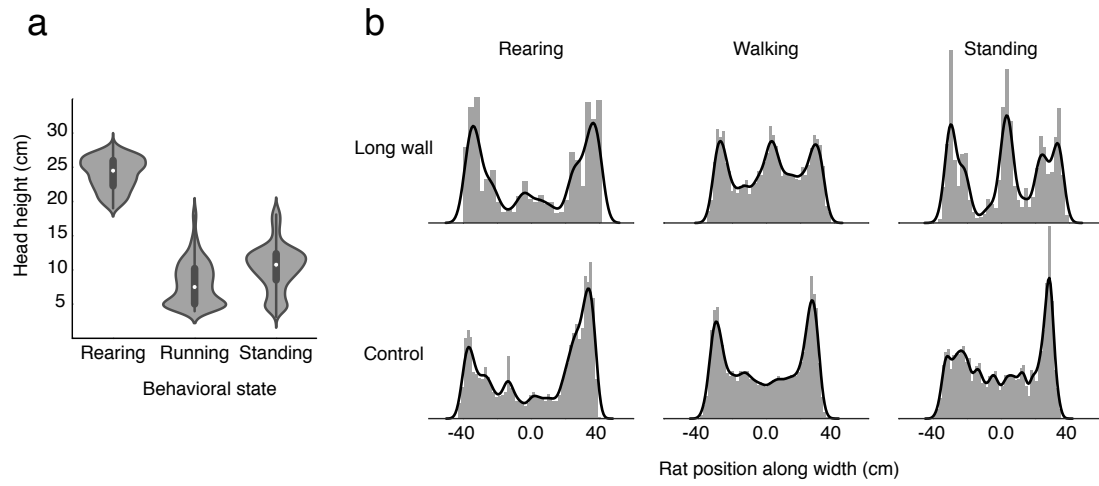 a
Head height (cm)
30
25
20
15
10
5
Rearing Running Standing
Behavioral state
b
Rearing Walking Standing
Long wall
Control
-40 0.0 40 -40 0.0 40 -40 0.0 40
Rat position along width (cm)